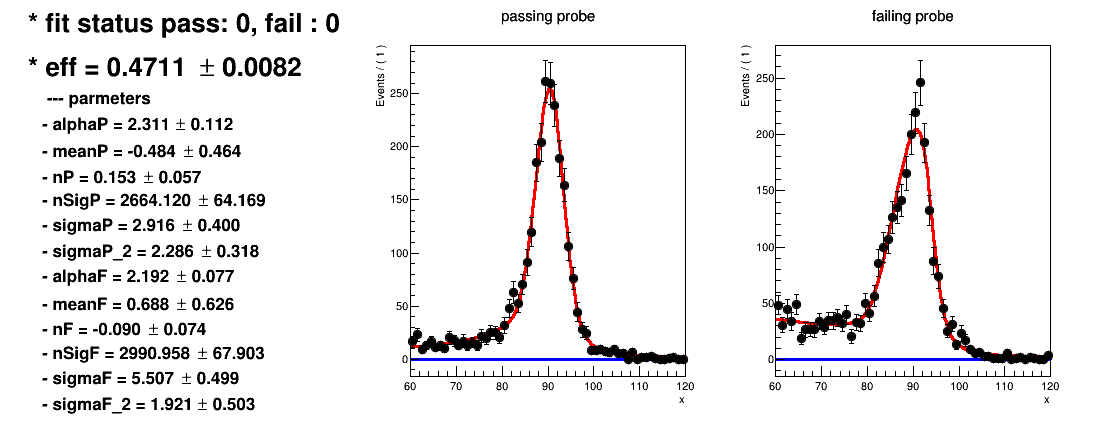 * fit status pass: 0, fail : 0
* eff = 0.4711 ± 0.0082
--- parmeters
- alphaP = 2.311 ± 0.112
- meanP = -0.484 ± 0.464
- nP = 0.153 ± 0.057
- nSigP = 2664.120 ± 64.169
- sigmaP = 2.916 ± 0.400
- sigmaP_2 = 2.286 ± 0.318
- alphaF = 2.192 ± 0.077
- meanF = 0.688 ± 0.626
- nF = -0.090 ± 0.074
- nSigF = 2990.958 ± 67.903
- sigmaF = 5.507 ± 0.499
- sigmaF_2 = 1.921 ± 0.503
passing probe
Events / ( 1 )
250
200
150
100
50
0
60 70 80 90 100 110 120
x
failing probe
Events / ( 1 )
250
200
150
100
50
0
60 70 80 90 100 110 120
x